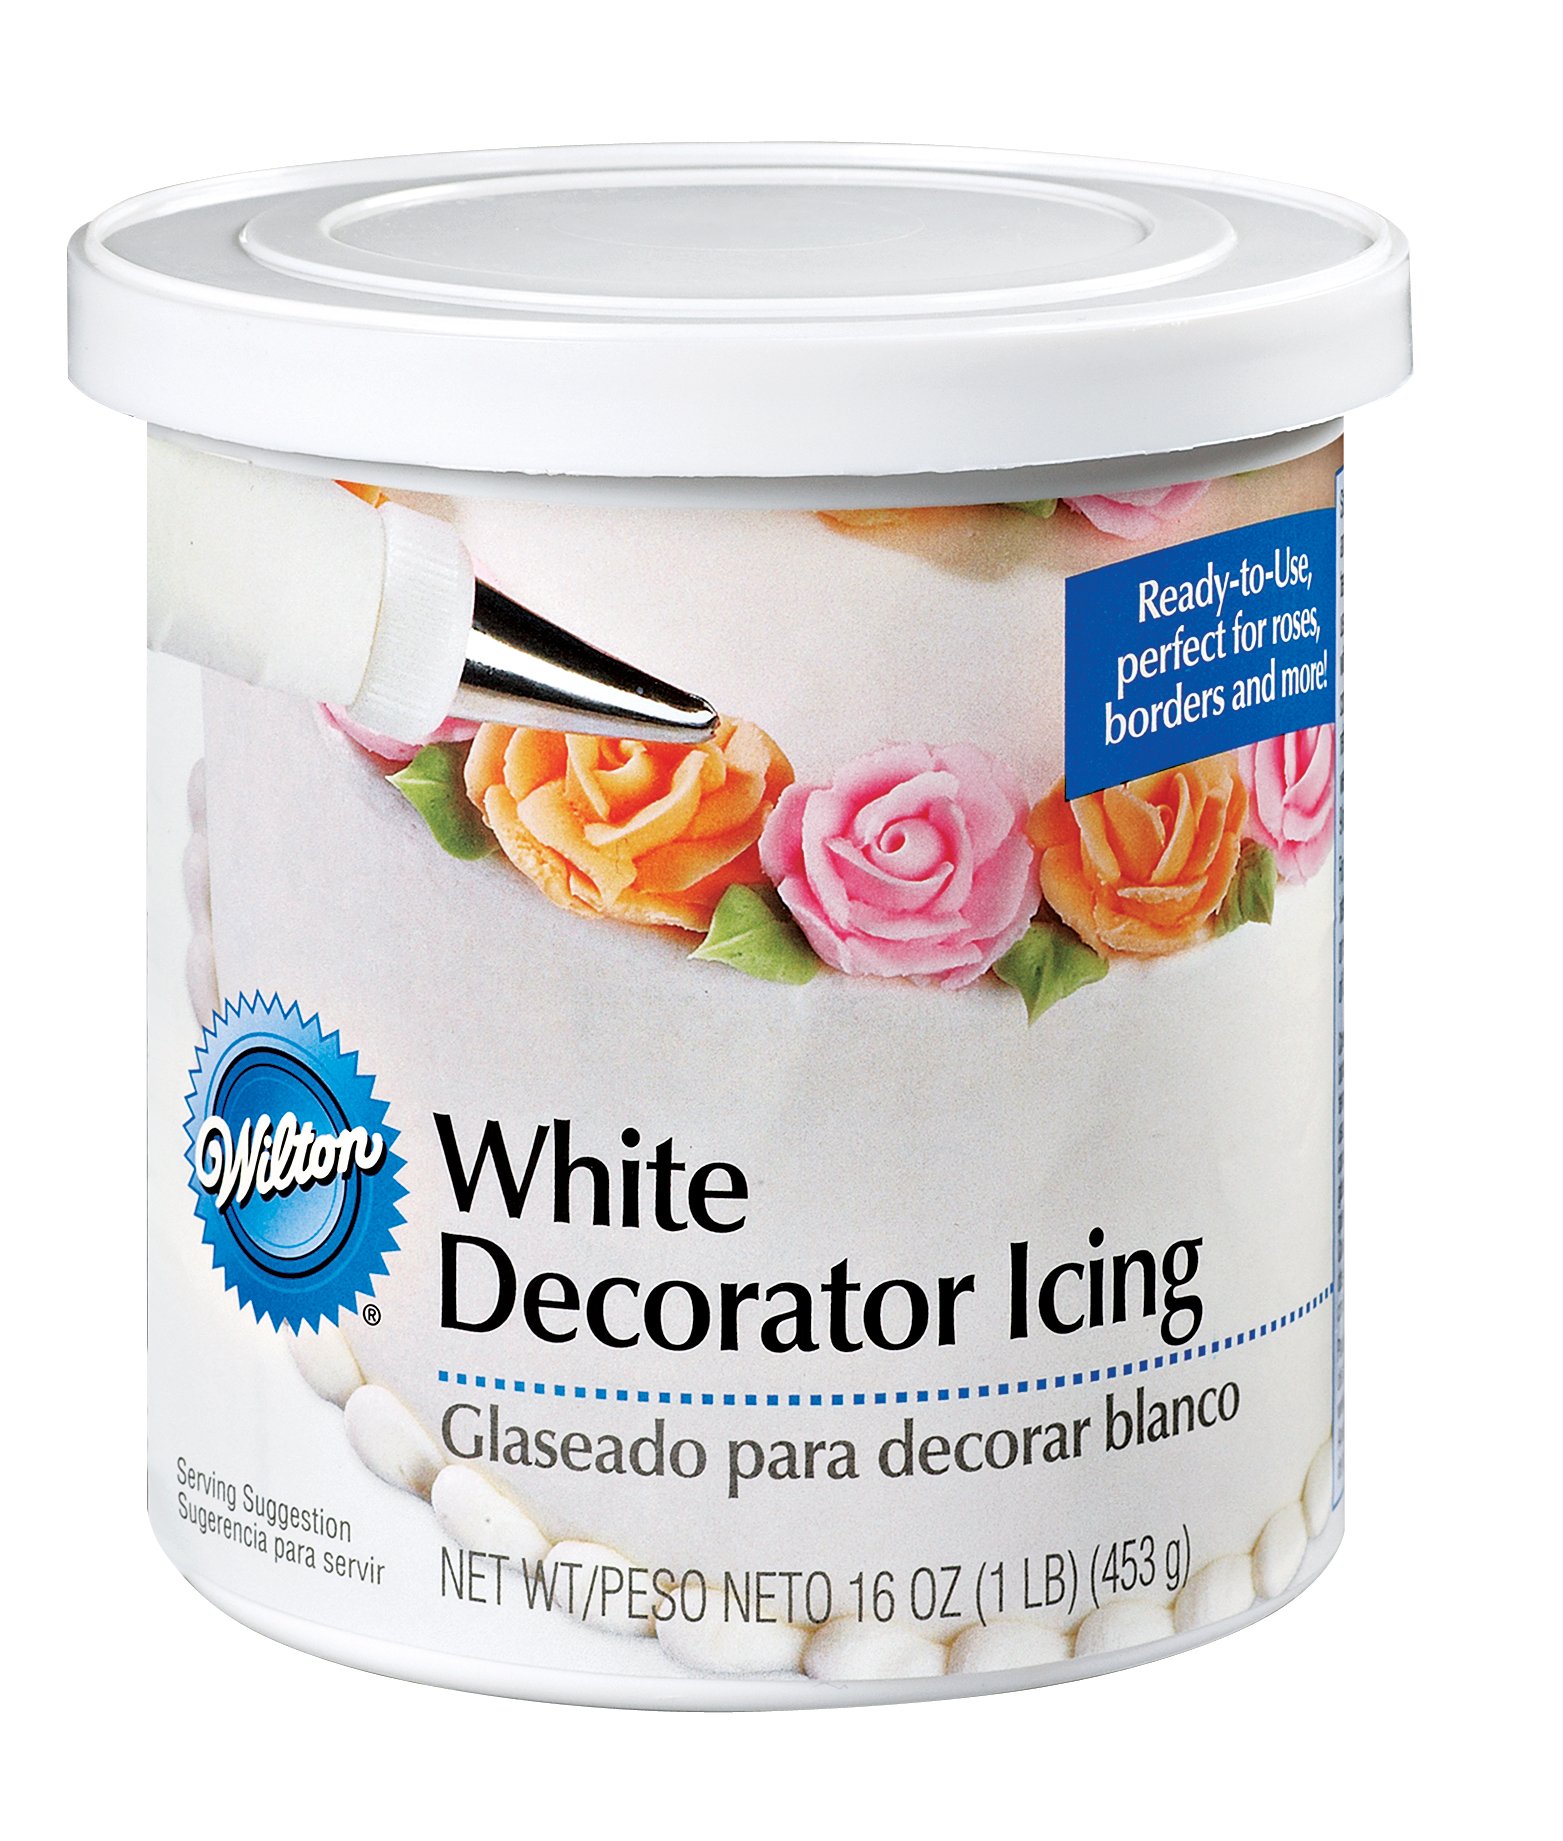 Ready-to-Use,
perfect for roses,
borders and more!
Wilton
®
White
Decorator Icing
Glaseado para decorar blanco
Serving Suggestion
Sugerencia para servir
NET WT/PESO NETO 16 OZ (1 LB) (453 g)